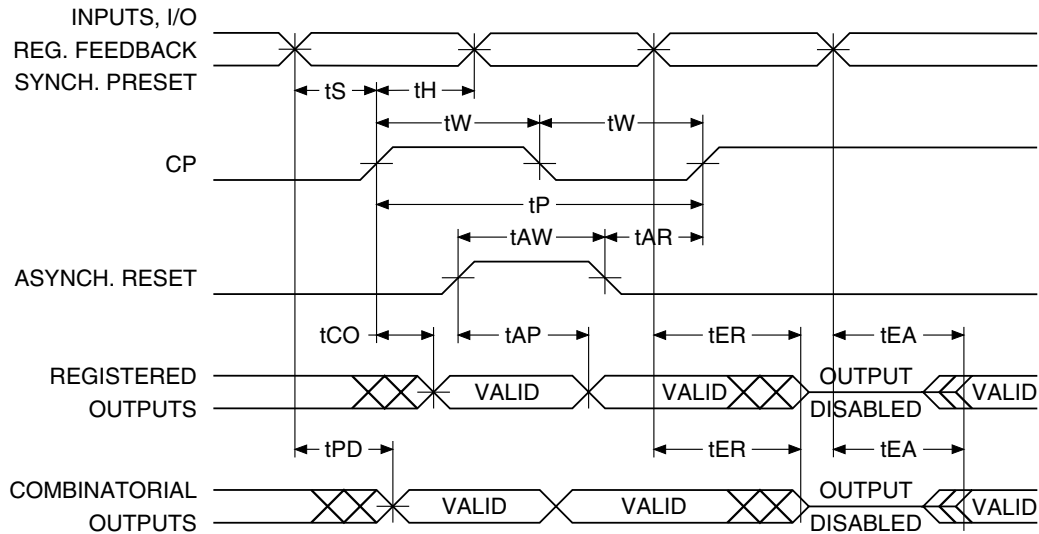 INPUTS, I/O
REG. FEEDBACK
SYNCH. PRESET
tS tH
tW tW
CP
tP
tAW tAR
ASYNCH. RESET
tCO tAP tER tEA
REGISTERED OUTPUT
VALID VALID VALID
OUTPUTS DISABLED
tPD tER tEA
COMBINATORIAL OUTPUT
VALID VALID VALID
OUTPUTS DISABLED